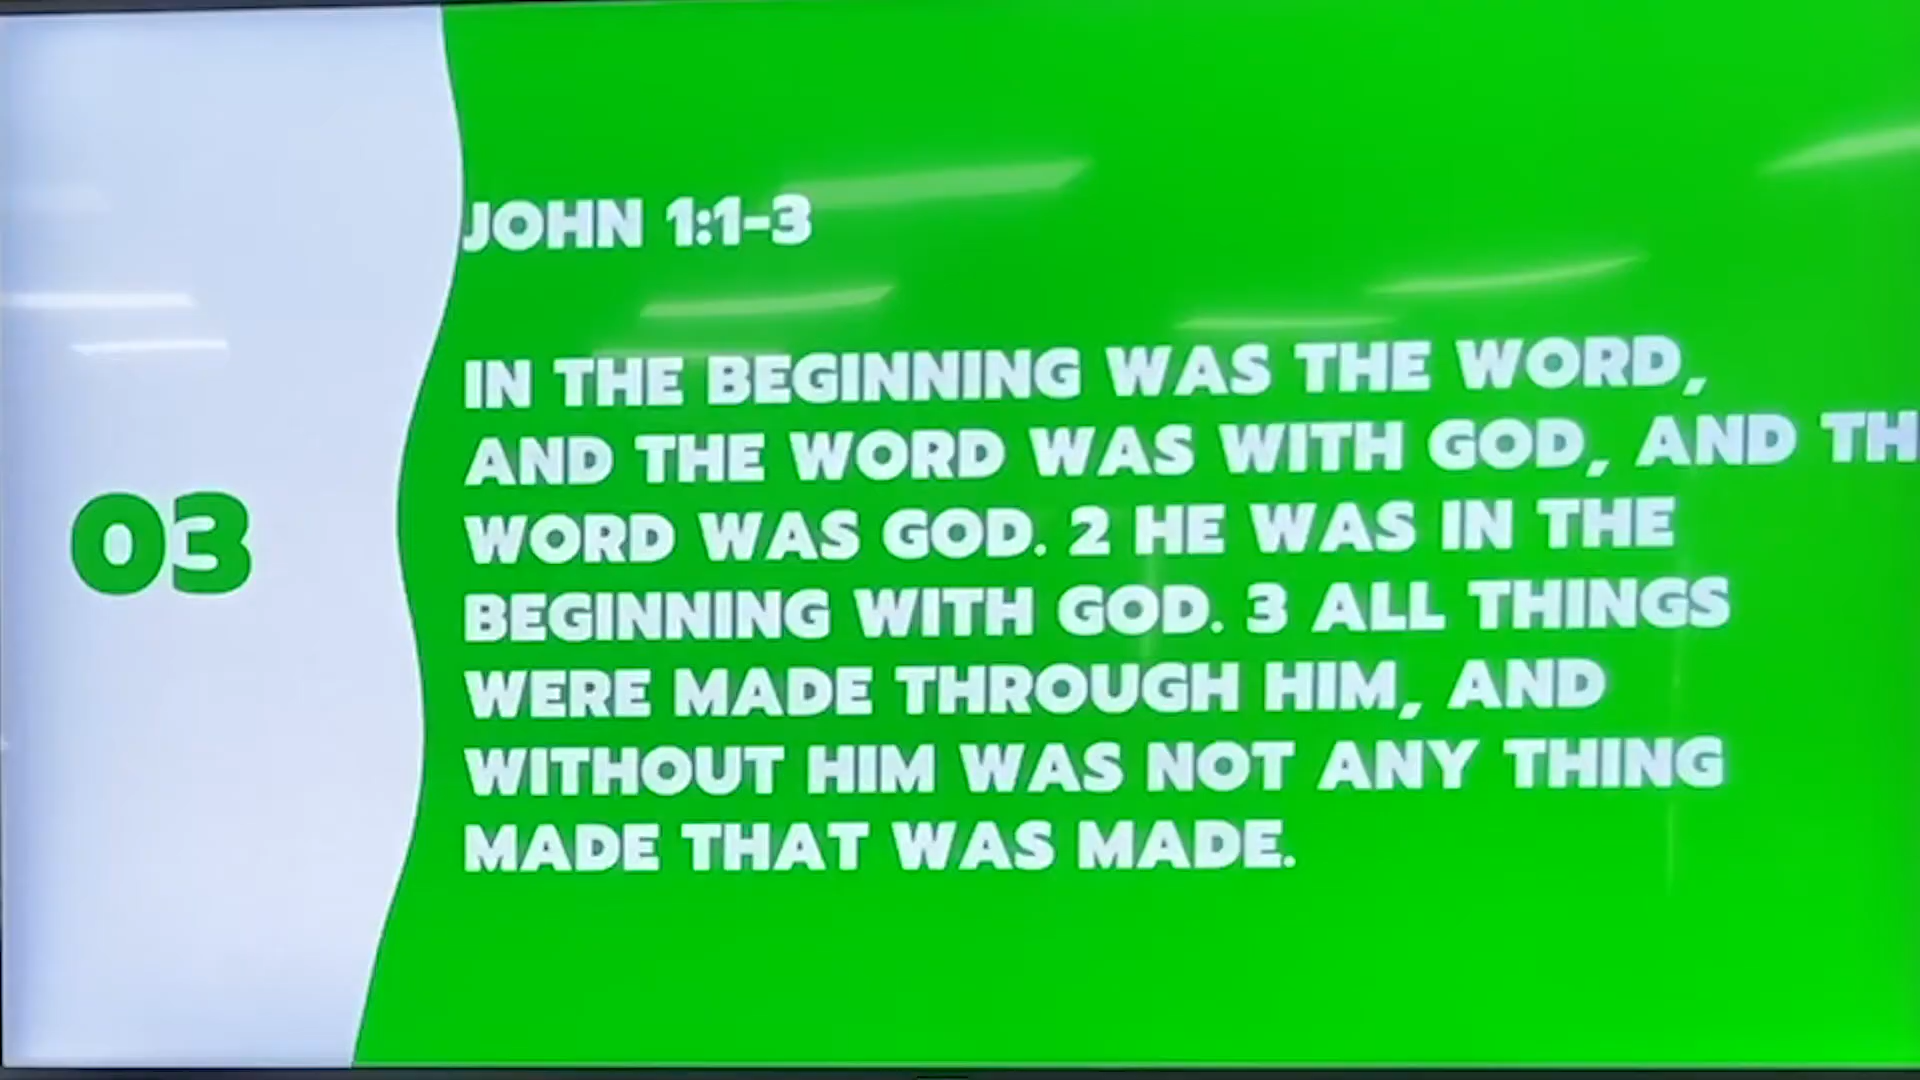 03
JOHN 1:1-3
IN THE BEGINNING WAS THE WORD,
AND THE WORD WAS WITH GOD, AND TH
WORD WAS GOD. 2 HE WAS IN THE
BEGINNING WITH GOD. 3 ALL THINGS
WERE MADE THROUGH HIM, AND
WITHOUT HIM WAS NOT ANY THING
MADE THAT WAS MADE.